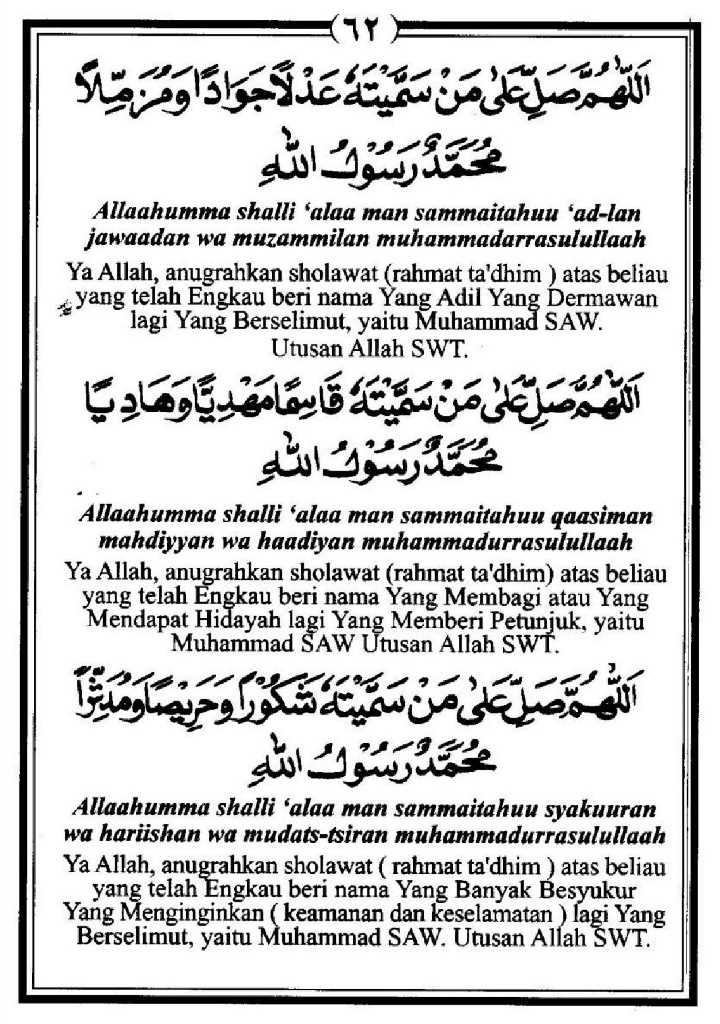 (٦٢)
اَللّٰهُمَّ صَلِّ عَلٰى مَنْ سَمَّيْتَهٗ عَدْلًا جَوَادًا وَمُزَمِّلًا
مُحَمَّدٌ رَسُوْلُ اللّٰهِ
Allaahumma shalli ‘alaa man sammaitahuu ‘ad-lan
jawaadan wa muzammilan muhammadarrasulullaah
Ya Allah, anugrahkan sholawat (rahmat ta'dhim ) atas beliau
yang telah Engkau beri nama Yang Adil Yang Dermawan
lagi Yang Berselimut, yaitu Muhammad SAW.
Utusan Allah SWT.
اَللّٰهُمَّ صَلِّ عَلٰى مَنْ سَمَّيْتَهٗ قَاسِمًا مَهْدِيًّا وَهَادِيًا
مُحَمَّدٌ رَسُوْلُ اللّٰهِ
Allaahumma shalli ‘alaa man sammaitahuu qaasiman
mahdiyyan wa haadiyan muhammadurrasulullaah
Ya Allah, anugrahkan sholawat (rahmat ta'dhim) atas beliau
yang telah Engkau beri nama Yang Membagi atau Yang
Mendapat Hidayah lagi Yang Memberi Petunjuk, yaitu
Muhammad SAW Utusan Allah SWT.
اَللّٰهُمَّ صَلِّ عَلٰى مَنْ سَمَّيْتَهٗ شَكُوْرًا وَحَرِيْصًا وَمُدَثِّرًا
مُحَمَّدٌ رَسُوْلُ اللّٰهِ
Allaahumma shalli ‘alaa man sammaitahuu syakuuran
wa hariishan wa mudats-tsiran muhammadurrasulullaah
Ya Allah, anugrahkan sholawat ( rahmat ta'dhim ) atas beliau
yang telah Engkau beri nama Yang Banyak Besyukur
Yang Menginginkan ( keamanan dan keselamatan ) lagi Yang
Berselimut, yaitu Muhammad SAW. Utusan Allah SWT.